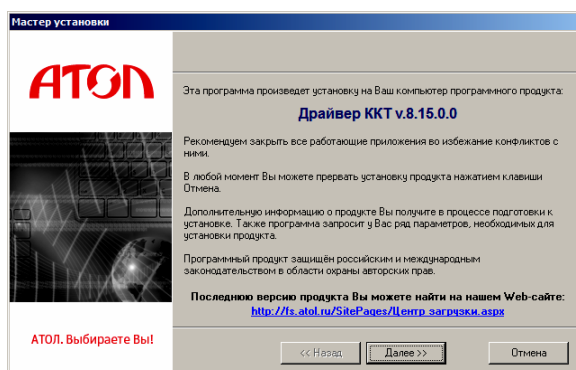 Мастер установки
АТОЛ
Эта программа произведет установку на Ваш компьютер программного продукта:
Драйвер ККТ v.8.15.0.0
Рекомендуем закрыть все работающие приложения во избежание конфликтов с
ними.
В любой момент Вы можете прервать установку продукта нажатием клавиши
Отмена.
Дополнительную информацию о продукте Вы получите в процессе подготовки к
установке. Также программа запросит у Вас ряд параметров, необходимых для
установки продукта.
Программный продукт защищён российским и международным
законодательством в области охраны авторских прав.
Последнюю версию продукта Вы можете найти на нашем Web-сайте:
http://fs.atol.ru/SitePages/Центр загрузки.aspx
АТОЛ. Выбираете Вы!
<< Назад
Далее >>
Отмена